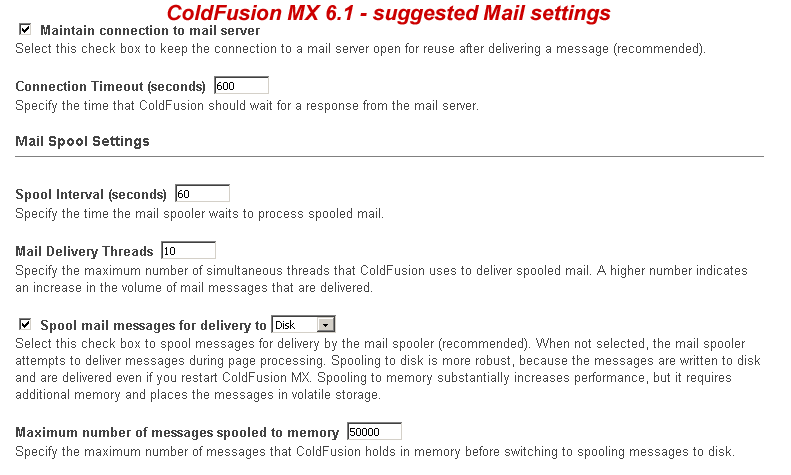 ColdFusion MX 6.1 - suggested Mail settings
Maintain connection to mail server
Select this check box to keep the connection to a mail server open for reuse after delivering a message (recommended).
Connection Timeout (seconds) 600
Specify the time that ColdFusion should wait for a response from the mail server.
Mail Spool Settings
Spool Interval (seconds) 60
Specify the time the mail spooler waits to process spooled mail.
Mail Delivery Threads 10
Specify the maximum number of simultaneous threads that ColdFusion uses to deliver spooled mail. A higher number indicates
an increase in the volume of mail messages that are delivered.
Spool mail messages for delivery to Disk
Select this check box to spool messages for delivery by the mail spooler (recommended). When not selected, the mail spooler
attempts to deliver messages during page processing. Spooling to disk is more robust, because the messages are written to disk
and are delivered even if you restart ColdFusion MX. Spooling to memory substantially increases performance, but it requires
additional memory and places the messages in volatile storage.
Maximum number of messages spooled to memory 50000
Specify the maximum number of messages that ColdFusion holds in memory before switching to spooling messages to disk.